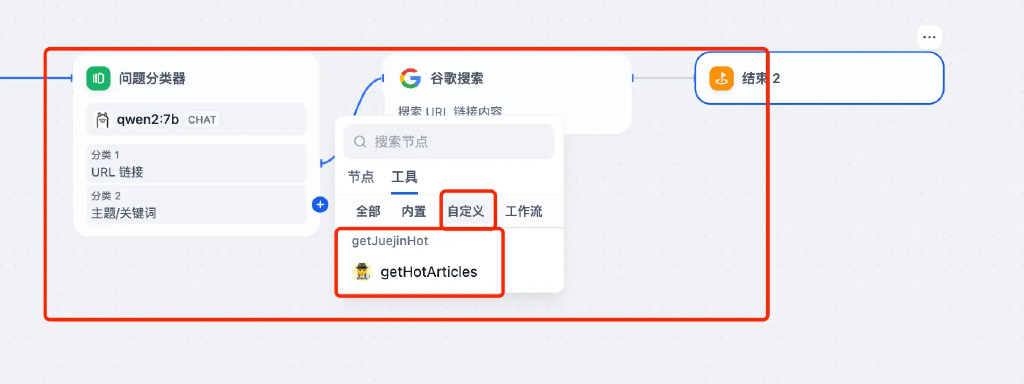 问题分类器
qwen2:7b CHAT
分类 1
URL 链接
分类 2
主题/关键词
谷歌搜索
搜索 URL 链接内容
搜索节点
节点 工具
全部 内置 自定义 工作流
getJuejinHot
getHotArticles
结束 2